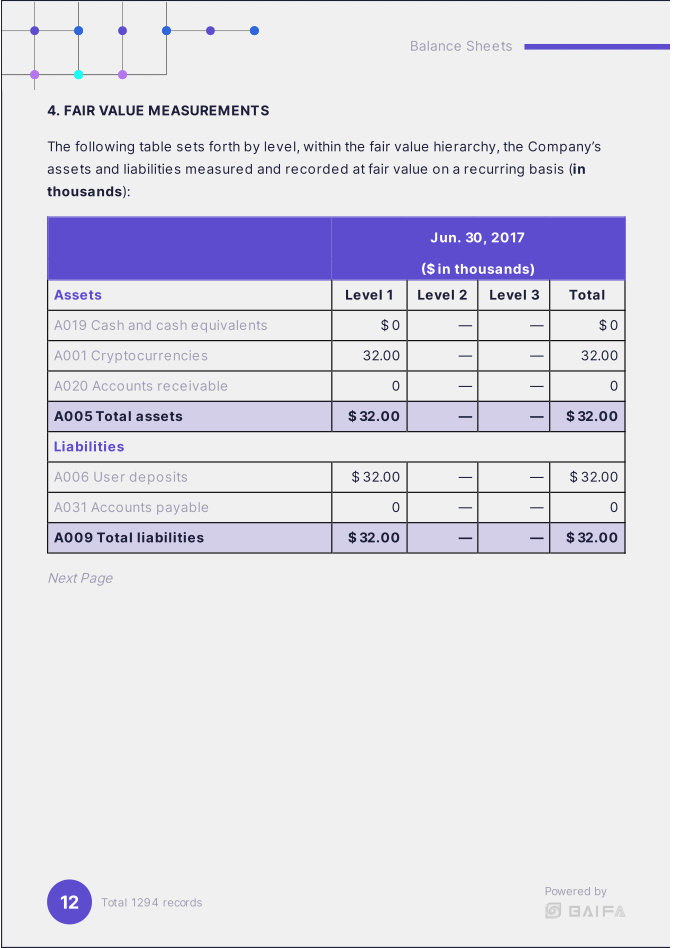 Balance Sheets
4. FAIR VALUE MEASUREMENTS
The following table sets forth by level, within the fair value hierarchy, the Company’s
assets and liabilities measured and recorded at fair value on a recurring basis (in
thousands):
Jun. 30, 2017
($ in thousands)
Assets Level 1 Level 2 Level 3 Total
A019 Cash and cash equivalents $ 0 — — $ 0
A001 Cryptocurrencies 32.00 — — 32.00
A020 Accounts receivable 0 — — 0
A005 Total assets $ 32.00 — — $ 32.00
Liabilities
A006 User deposits $ 32.00 — — $ 32.00
A031 Accounts payable 0 — — 0
A009 Total liabilities $ 32.00 — — $ 32.00
Next Page
12 Total 1294 records
Powered by
BAIFA